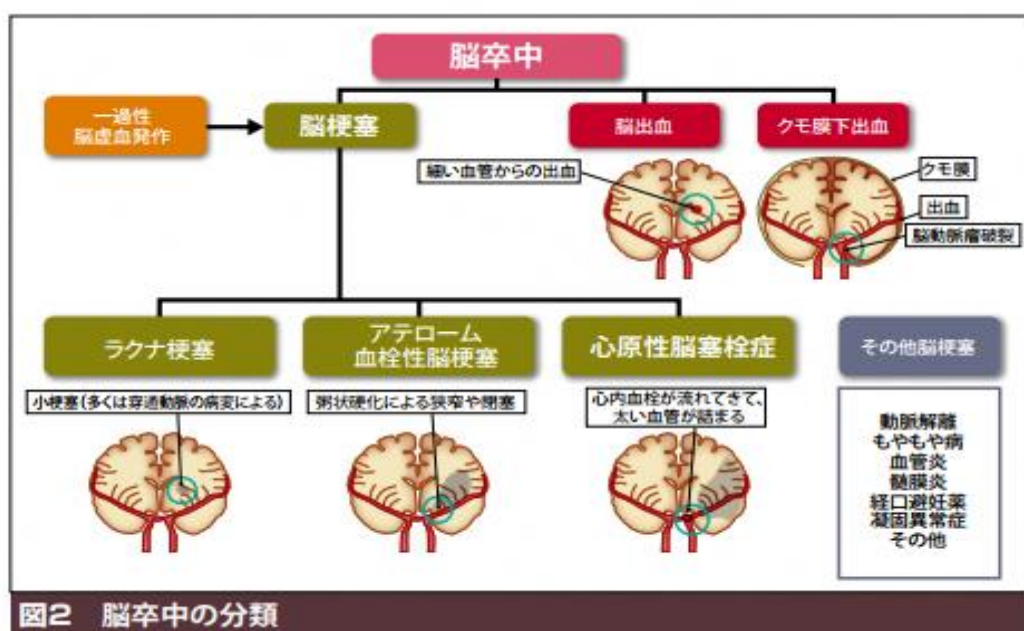 脳卒中
一過性
脳虚血発作
脳梗塞
脳出血
クモ膜下出血
細い血管からの出血
クモ膜
出血
脳動脈瘤破裂
ラクナ梗塞
アテローム
血栓性脳梗塞
心原性脳塞栓症
その他脳梗塞
小梗塞(多くは穿通動脈の病変による)
粥状硬化による狭窄や閉塞
心内血栓が流れてきて、
太い血管が詰まる
動脈解離
もやもや病
血管炎
髄膜炎
経口避妊薬
凝固異常症
その他
図2 脳卒中の分類